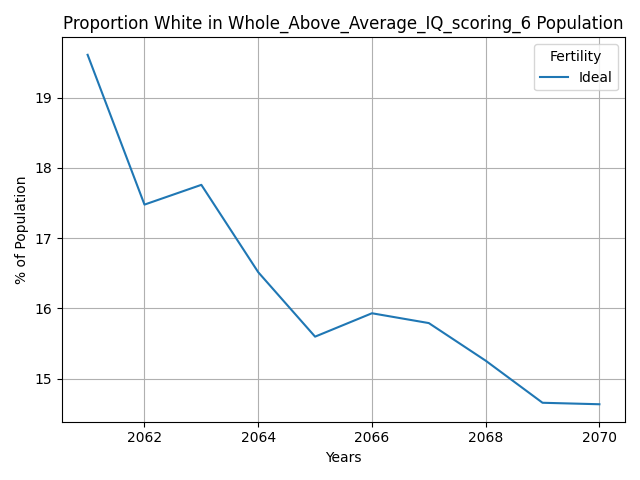 Proportion White in Whole_Above_Average_IQ_scoring_6 Population
Fertility
Ideal
19
18
17
16
15
% of Population
2062 2064 2066 2068 2070
Years